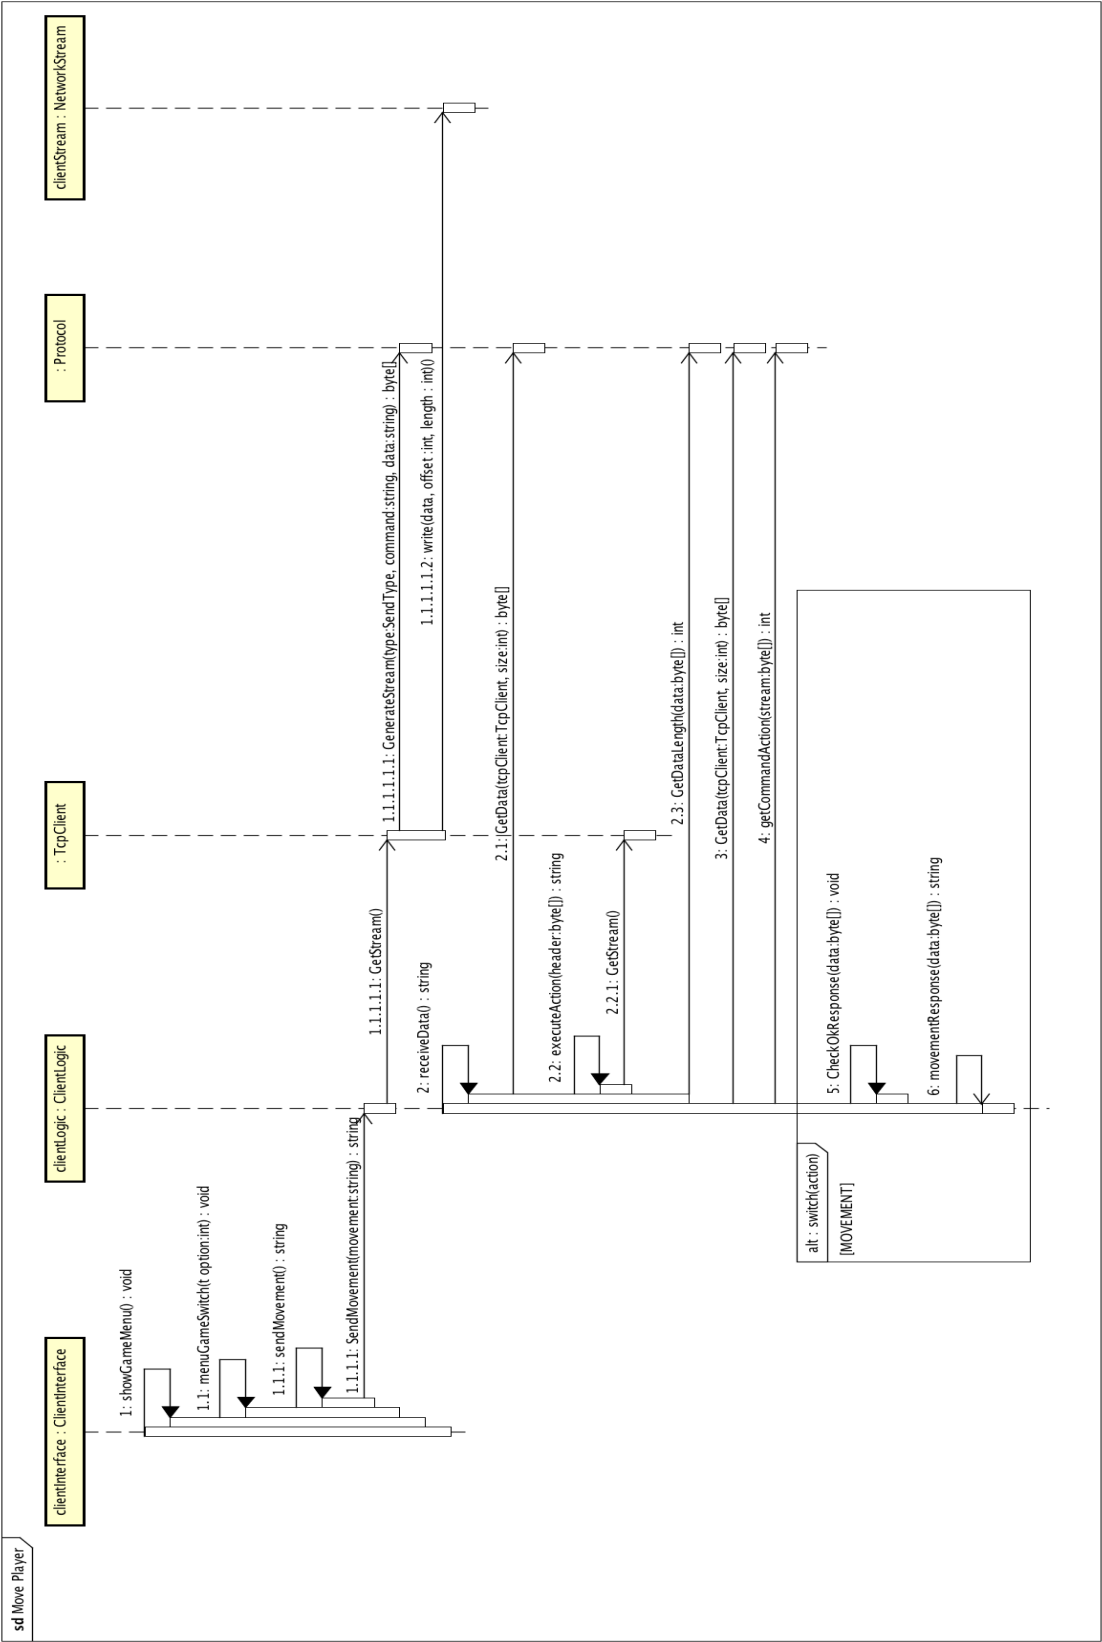 sd Move Player
clientInterface : ClientInterface
clientLogic : ClientLogic
: TcpClient
: Protocol
clientStream : NetworkStream
1: showGameMenu() : void
1.1: menuGameSwitch(t option:int) : void
1.1.1: sendMovement() : string
1.1.1.1: SendMovement(movement:string) : string
1.1.1.1.1: GetStream()
1.1.1.1.1.1: GenerateStream(type:SendType, command:string, data:string) : byte[]
1.1.1.1.1.2: write(data, offset :int, length : int)()
2: receiveData() : string
2.1: GetData(tcpClient:TcpClient, size:int) : byte[]
2.2: executeAction(header:byte[]) : string
2.2.1: GetStream()
2.3: GetDataLength(data:byte[]) : int
3: GetData(tcpClient:TcpClient, size:int) : byte[]
4: getCommandAction(stream:byte[]) : int
alt : switch(action)
[MOVEMENT]
5: CheckOkResponse(data:byte[]) : void
6: movementResponse(data:byte[]) : string